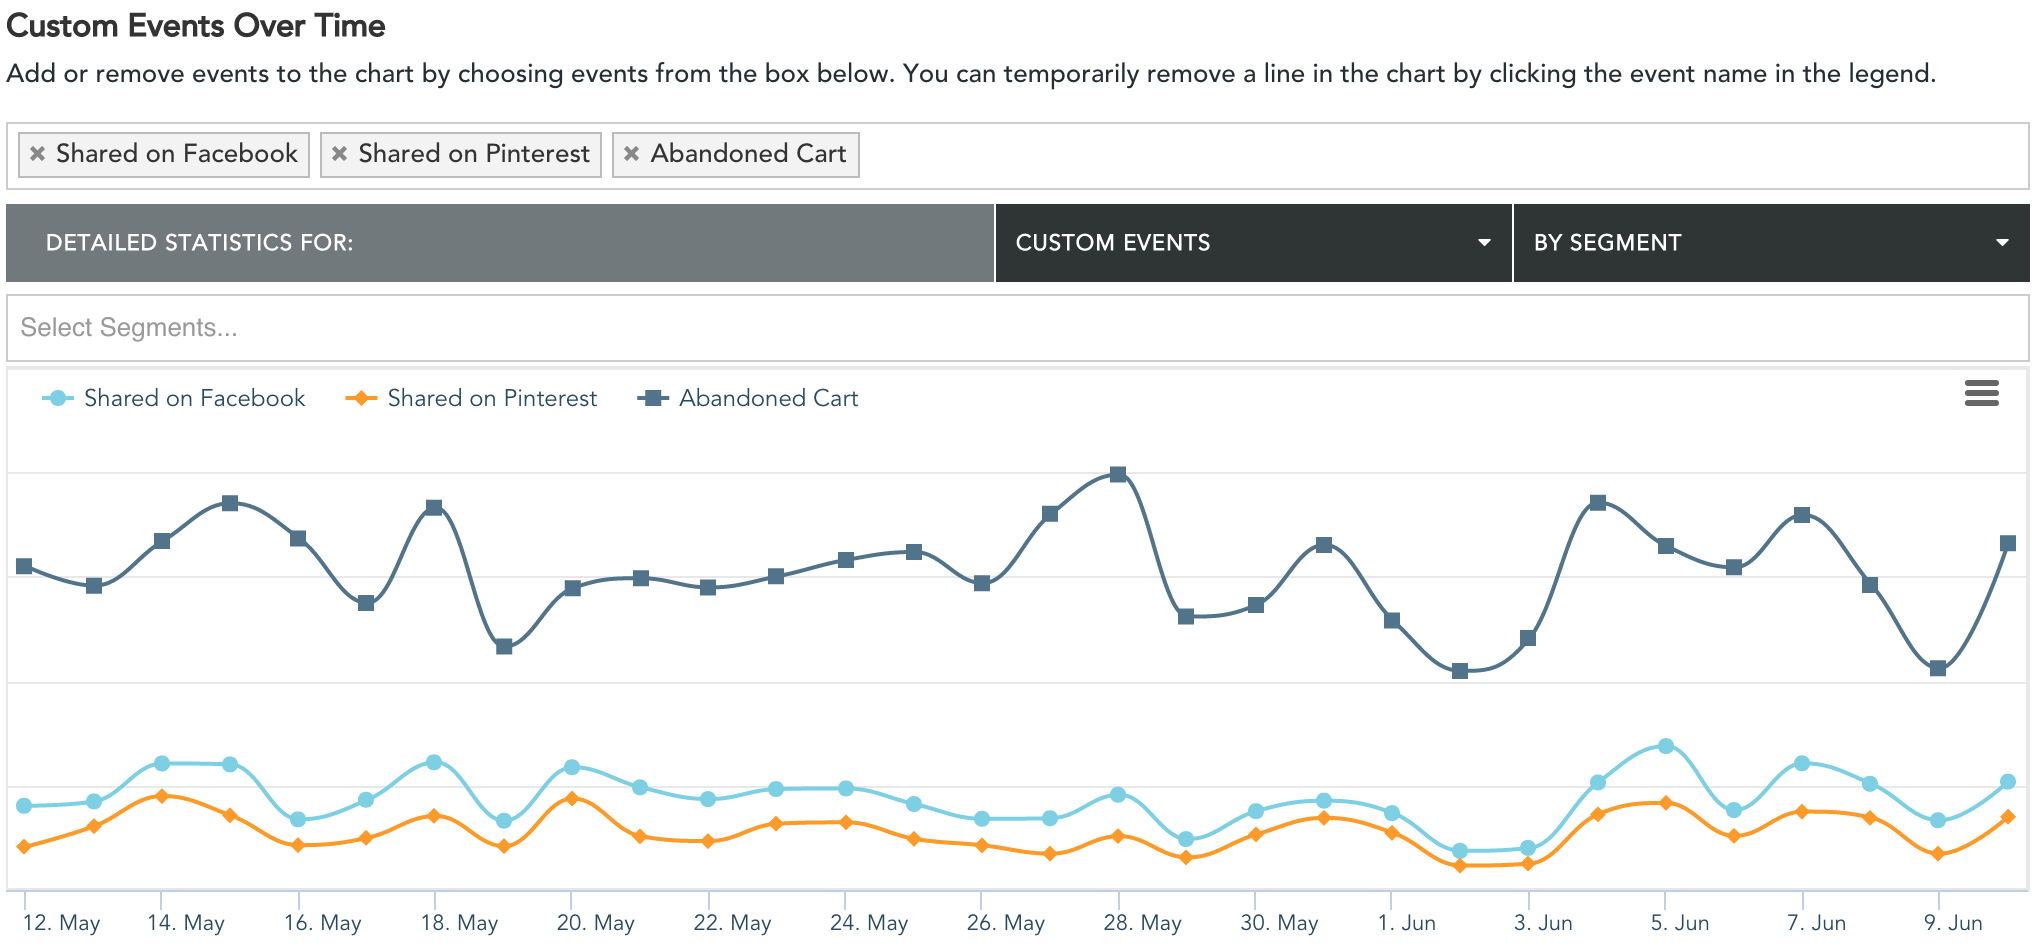 Custom Events Over Time
Add or remove events to the chart by choosing events from the box below. You can temporarily remove a line in the chart by clicking the event name in the legend.
Shared on Facebook Shared on Pinterest Abandoned Cart
DETAILED STATISTICS FOR: CUSTOM EVENTS BY SEGMENT
Select Segments...
Shared on Facebook Shared on Pinterest Abandoned Cart
12. May 14. May 16. May 18. May 20. May 22. May 24. May 26. May 28. May 30. May 1. Jun 3. Jun 5. Jun 7. Jun 9. Jun